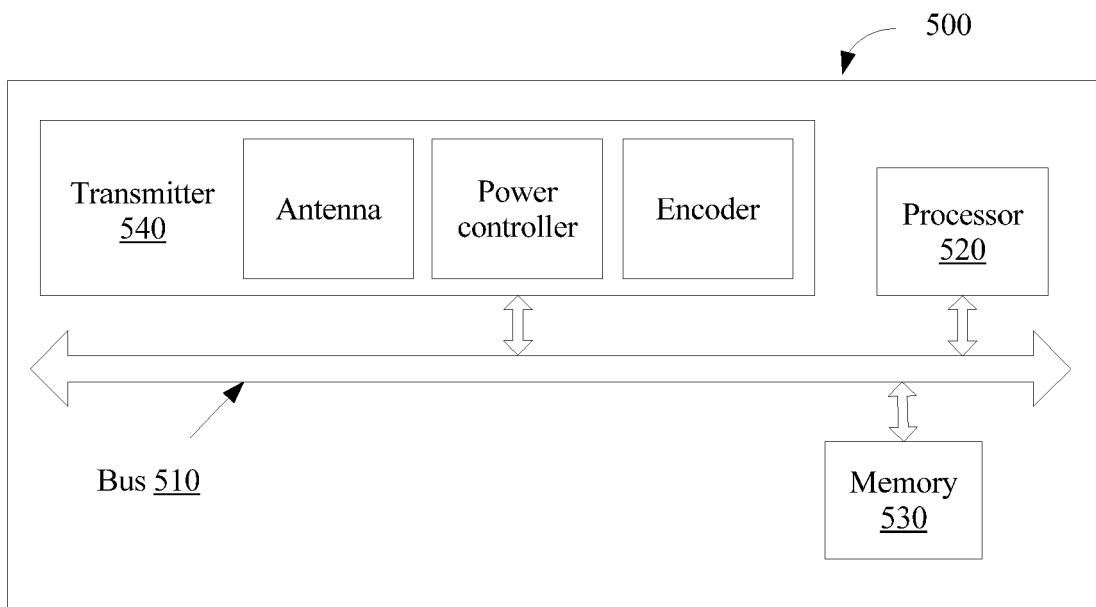 500
Transmitter
540
Antenna
Power
controller
Encoder
Processor
520
Bus 510
Memory
530